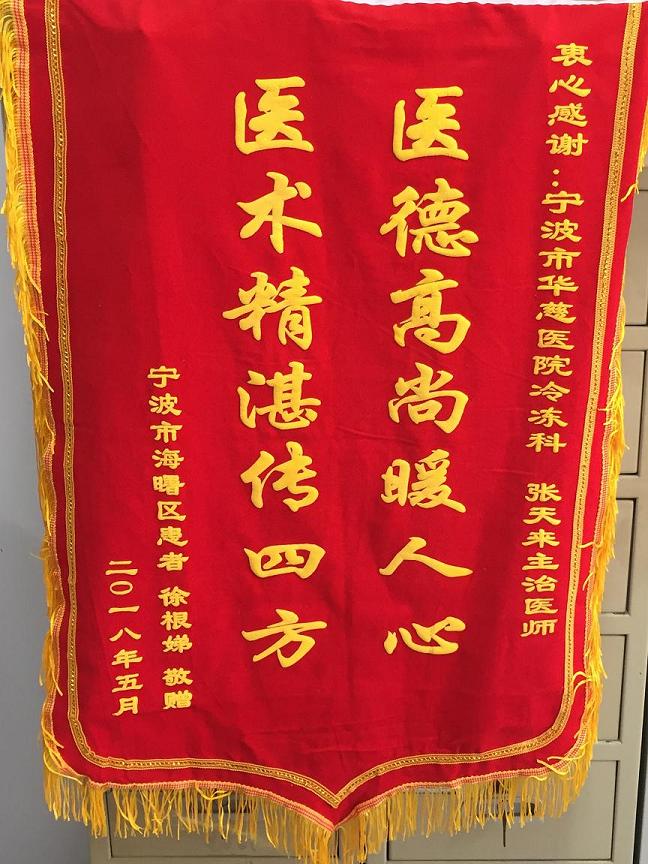 衷心感谢：宁波市华慈医院冷冻科 张天来主治医师
医德高尚暖人心
医术精湛传四方
宁波市海曙区患者 徐根娣 敬赠
二〇一八年五月